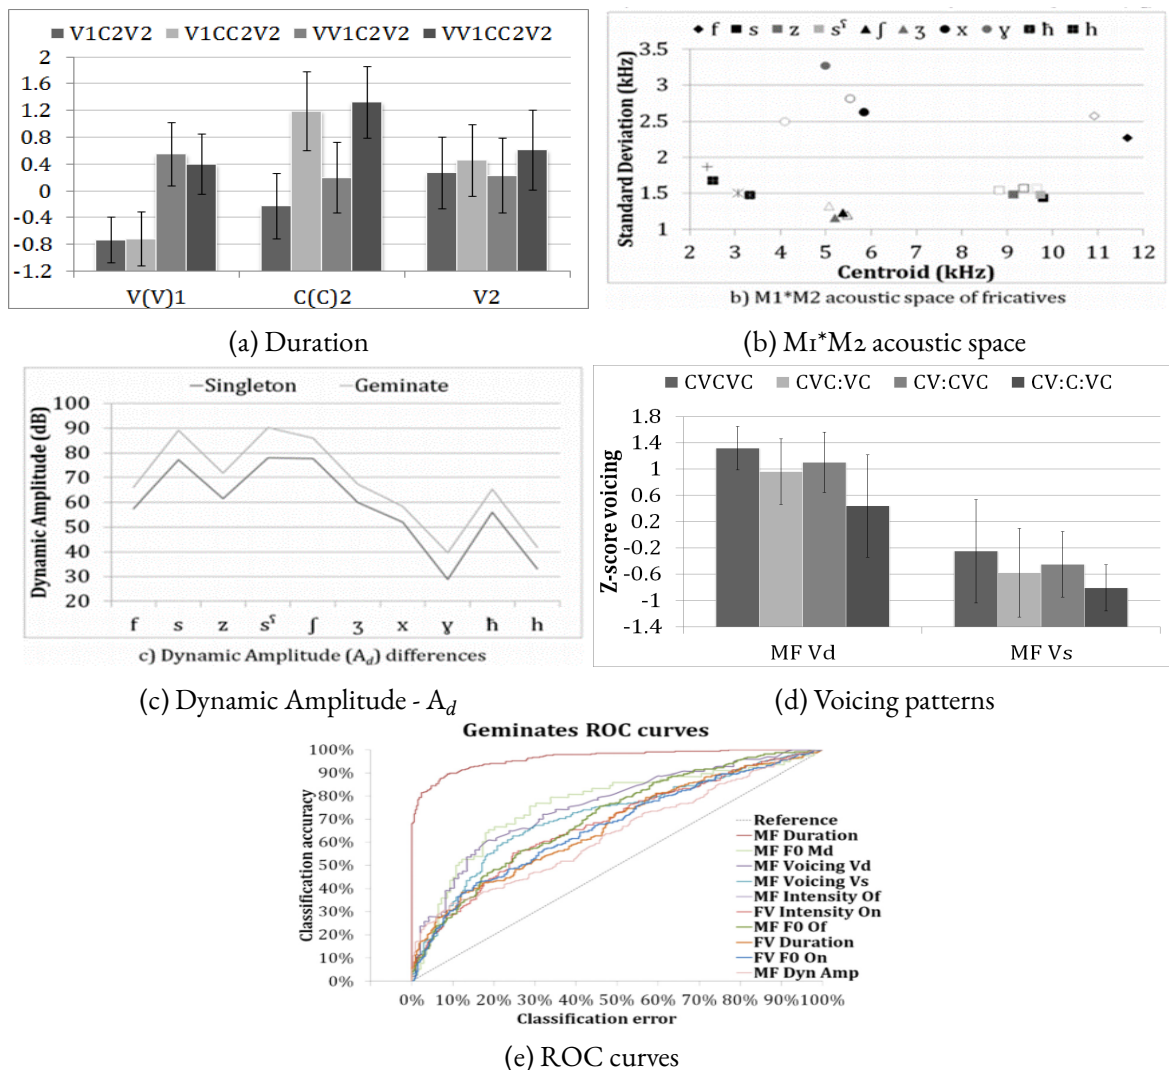 V1C2V2 V1CC2V2 VV1C2V2 VV1CC2V2
2
1.6
1.2
0.8
0.4
0
-0.4
-0.8
-1.2
V(V)1 C(C)2 V2
(a) Duration
f s z sˤ ʃ ʒ x ɣ ħ h
Standard Deviation (kHz)
3.5
3
2.5
2
1.5
1
2 3 4 5 6 7 8 9 10 11 12
Centroid (kHz)
b) M1*M2 acoustic space of fricatives
(b) M1*M2 acoustic space
Singleton Geminate
Dynamic Amplitude (dB)
100
90
80
70
60
50
40
30
20
f s z sˤ ʃ ʒ x ɣ ħ h
c) Dynamic Amplitude (Ad) differences
(c) Dynamic Amplitude - Ad
CVCVC CVC:VC CV:CVC CV:C:VC
Z-score voicing
1.8
1.4
1
0.6
0.2
-0.2
-0.6
-1
-1.4
MF Vd MF Vs
(d) Voicing patterns
Geminates ROC curves
Classification accuracy
100%
90%
80%
70%
60%
50%
40%
30%
20%
10%
0%
Reference
MF Duration
MF F0 Md
MF Voicing Vd
MF Voicing Vs
MF Intensity Of
FV Intensity On
MF F0 Of
FV Duration
FV F0 On
MF Dyn Amp
0% 10% 20% 30% 40% 50% 60% 70% 80% 90% 100%
Classification error
(e) ROC curves